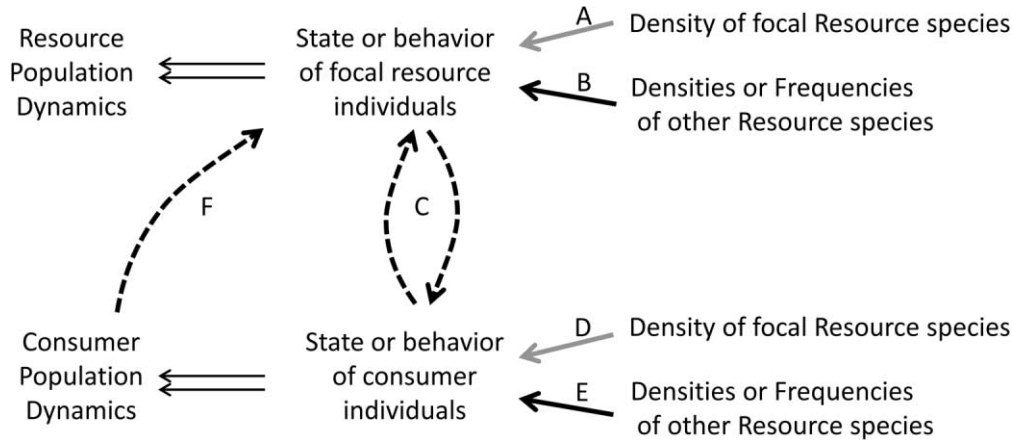 Resource
Population
Dynamics
State or behavior
of focal resource
individuals
A
Density of focal Resource species
B
Densities or Frequencies
of other Resource species
F
C
Consumer
Population
Dynamics
State or behavior
of consumer
individuals
D
Density of focal Resource species
E
Densities or Frequencies
of other Resource species